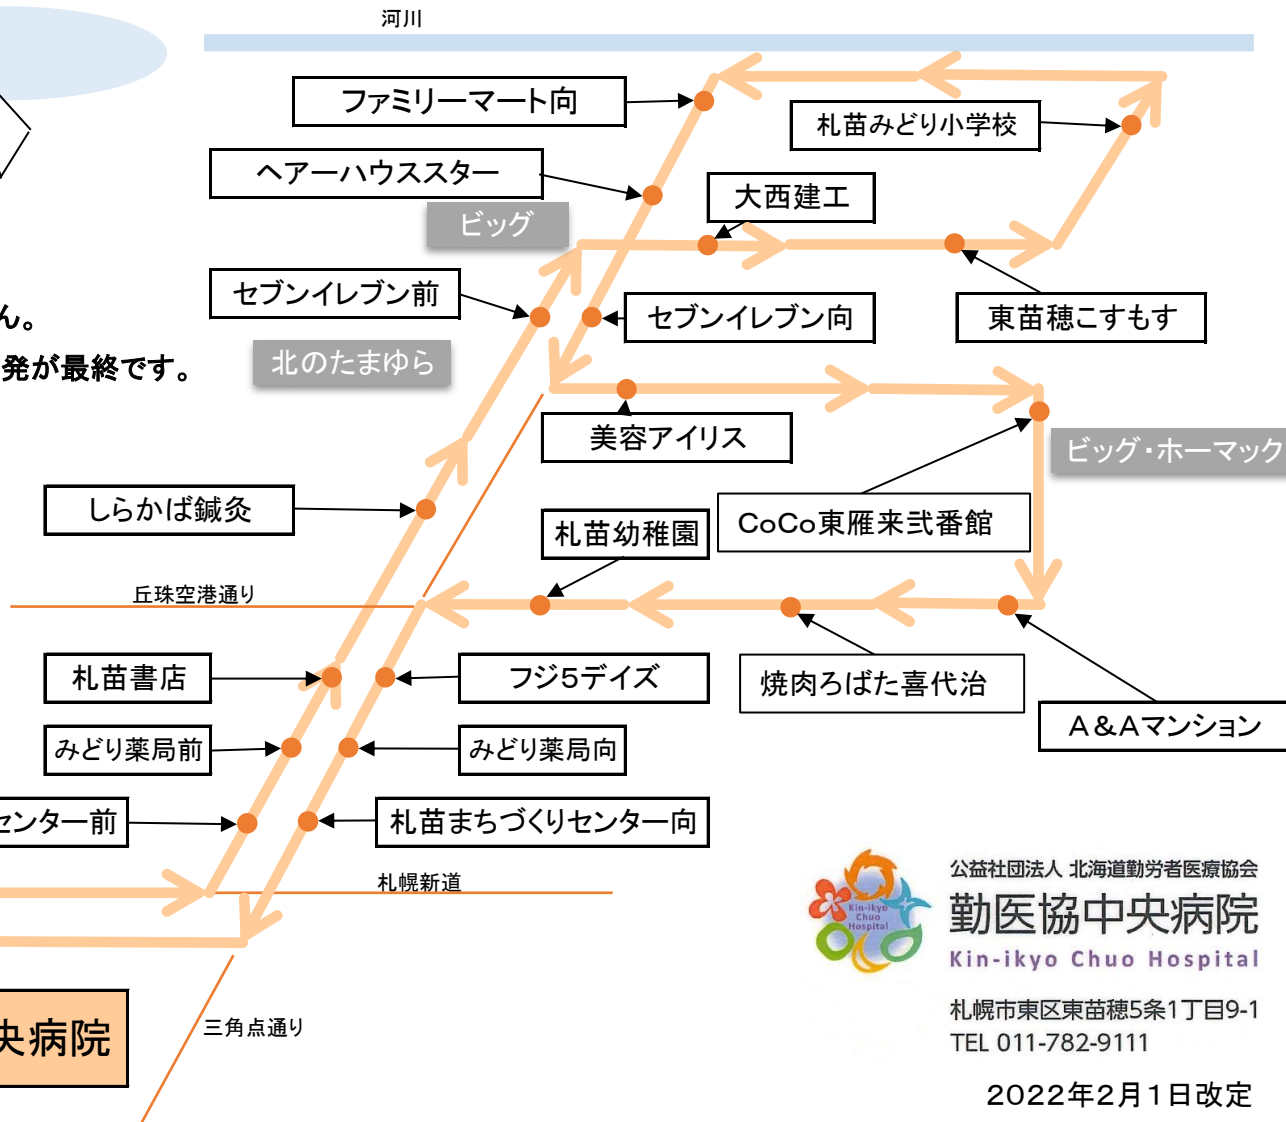 河川
ファミリーマート向
札苗みどり小学校
ヘアーハウススター
大西建工
ビッグ
セブンイレブン前
セブンイレブン向
東苗穂こすもす
ん。
発が最終です。
北のたまゆら
美容アイリス
ビッグ・ホーマック
しらかば鍼灸
札苗幼稚園
CoCo東雁来弐番館
丘珠空港通り
札苗書店
フジ5デイズ
焼肉ろばた喜代治
A&Aマンション
みどり薬局前
みどり薬局向
センター前
札苗まちづくりセンター向
札幌新道
公益社団法人 北海道勤労者医療協会
Kin-ikyo
Chuo
Hospital
勤医協中央病院
Kin-ikyo Chuo Hospital
札幌市東区東苗穂5条1丁目9-1
TEL 011-782-9111
央病院
三角点通り
2022年2月1日改定